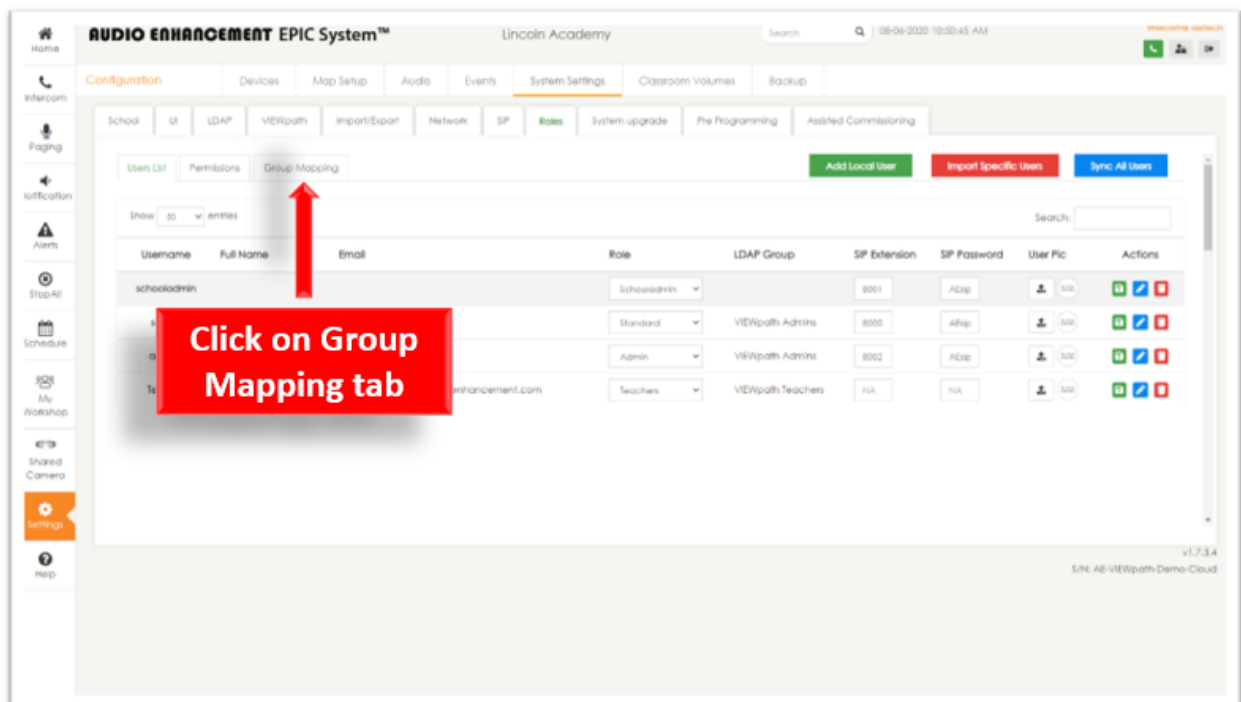 AUDIO ENHANCEMENT EPIC System™ Lincoln Academy Search 08-06-2020 10:50:45 AM Welcome
Home
Configuration Devices Map Setup Audio Events System Settings Classroom Volumes Backup
Intercom
School UI LDAP VIEWpath Import/Export Network SIP Roles System upgrade Pre Programming Assisted Commissioning
Paging
Users List Permissions Group Mapping Add Local User Import Specific Users Sync All Users
Notification
Show 50 entries Search:
Alerts
Username Full Name Email Role LDAP Group SIP Extension SIP Password User Pic Actions
StopAll
schooladmin Schooladmin 8001 AEsip
Schedule
Standard VIEWpath Admins 8000 AEsip
Click on Group
Mapping tab
Admin VIEWpath Admins 8002 AEsip
My
Workshop
enhancement.com Teachers VIEWpath Teachers NA NA
Shared
Camera
Settings
Help
v1.7.3.4
S/N: AE-VIEWpath-Demo-Cloud